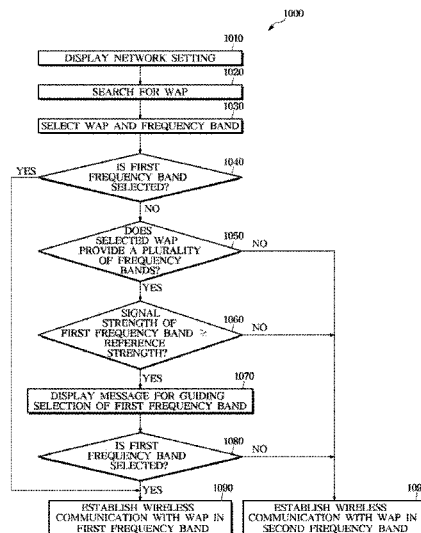 1000
1010
DISPLAY NETWORK SETTING
1020
SEARCH FOR WAP
1030
SELECT WAP AND FREQUENCY BAND
1040
YES
IS FIRST
FREQUENCY BAND
SELECTED?
NO
1050
DOES
SELECTED WAP
PROVIDE A PLURALITY
OF FREQUENCY
BANDS?
NO
YES
1060
SIGNAL
STRENGTH OF
FIRST FREQUENCY BAND ≥
REFERENCE
STRENGTH?
NO
YES
1070
DISPLAY MESSAGE FOR GUIDING
SELECTION OF FIRST FREQUENCY BAND
1080
IS FIRST
FREQUENCY BAND
SELECTED?
NO
YES
1090
ESTABLISH WIRELESS
COMMUNICATION WITH WAP IN
FIRST FREQUENCY BAND
109
ESTABLISH WIRELESS
COMMUNICATION WITH WAP IN
SECOND FREQUENCY BAND